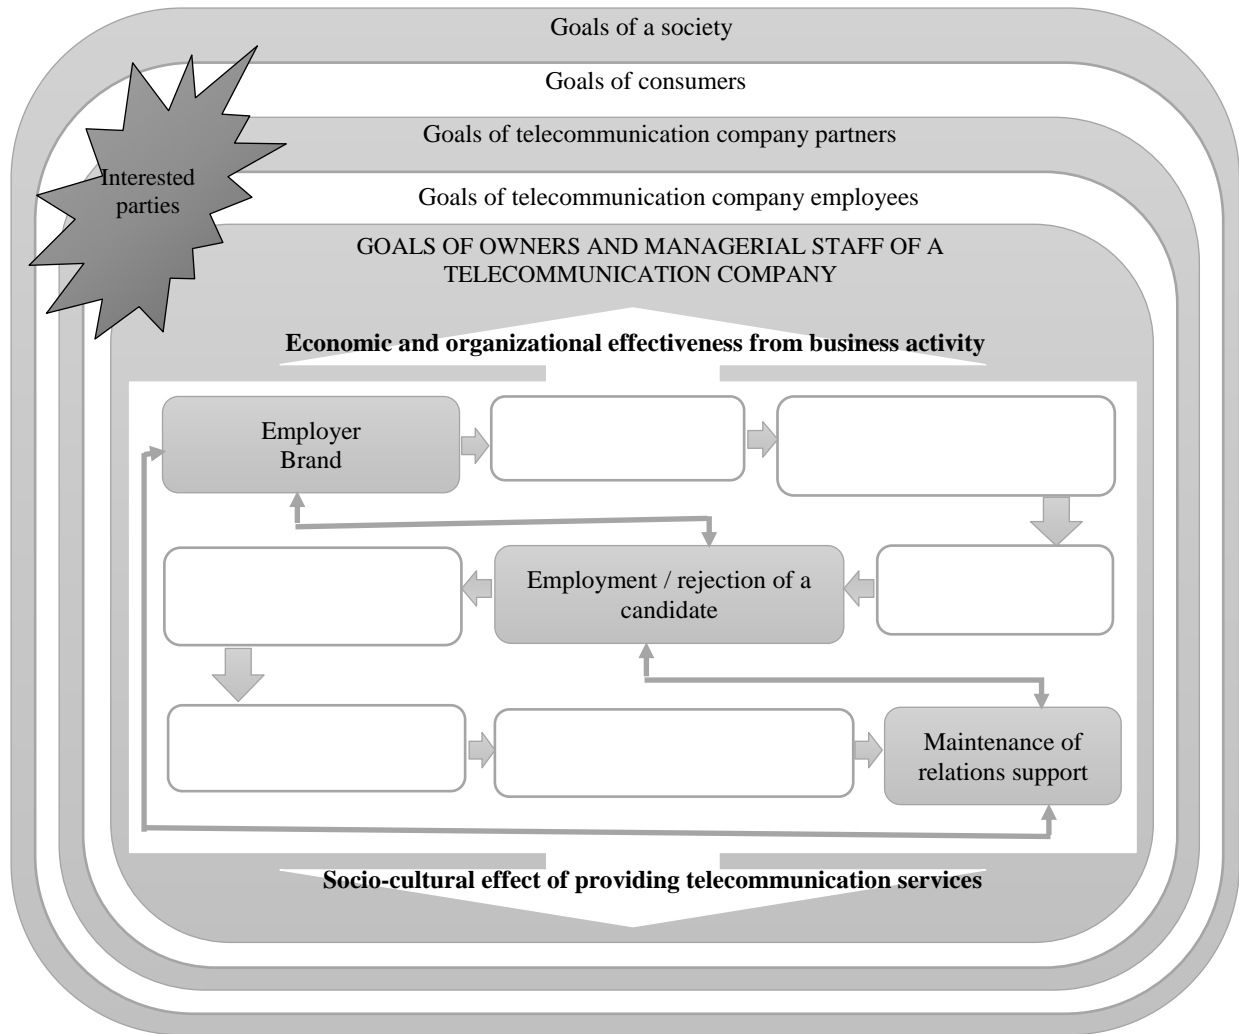 Goals of a society
Goals of consumers
Goals of telecommunication company partners
Interested
parties
Goals of telecommunication company employees
GOALS OF OWNERS AND MANAGERIAL STAFF OF A
TELECOMMUNICATION COMPANY
Economic and organizational effectiveness from business activity
Employer
Brand
Employment / rejection of a
candidate
Maintenance of
relations support
Socio-cultural effect of providing telecommunication services